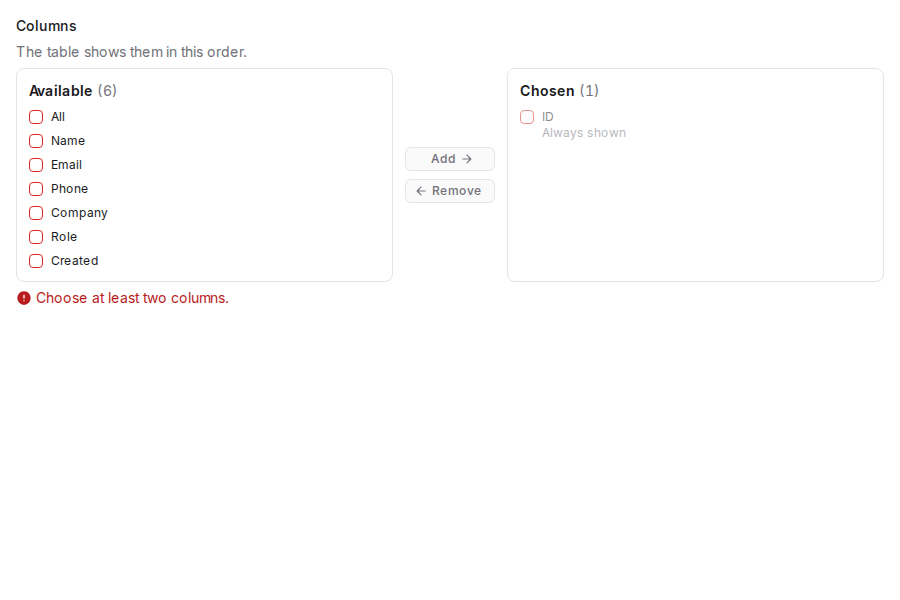 Columns
The table shows them in this order.
Available (6)
All
Name
Email
Phone
Company
Role
Created
Add →
← Remove
Chosen (1)
ID
Always shown
Choose at least two columns.